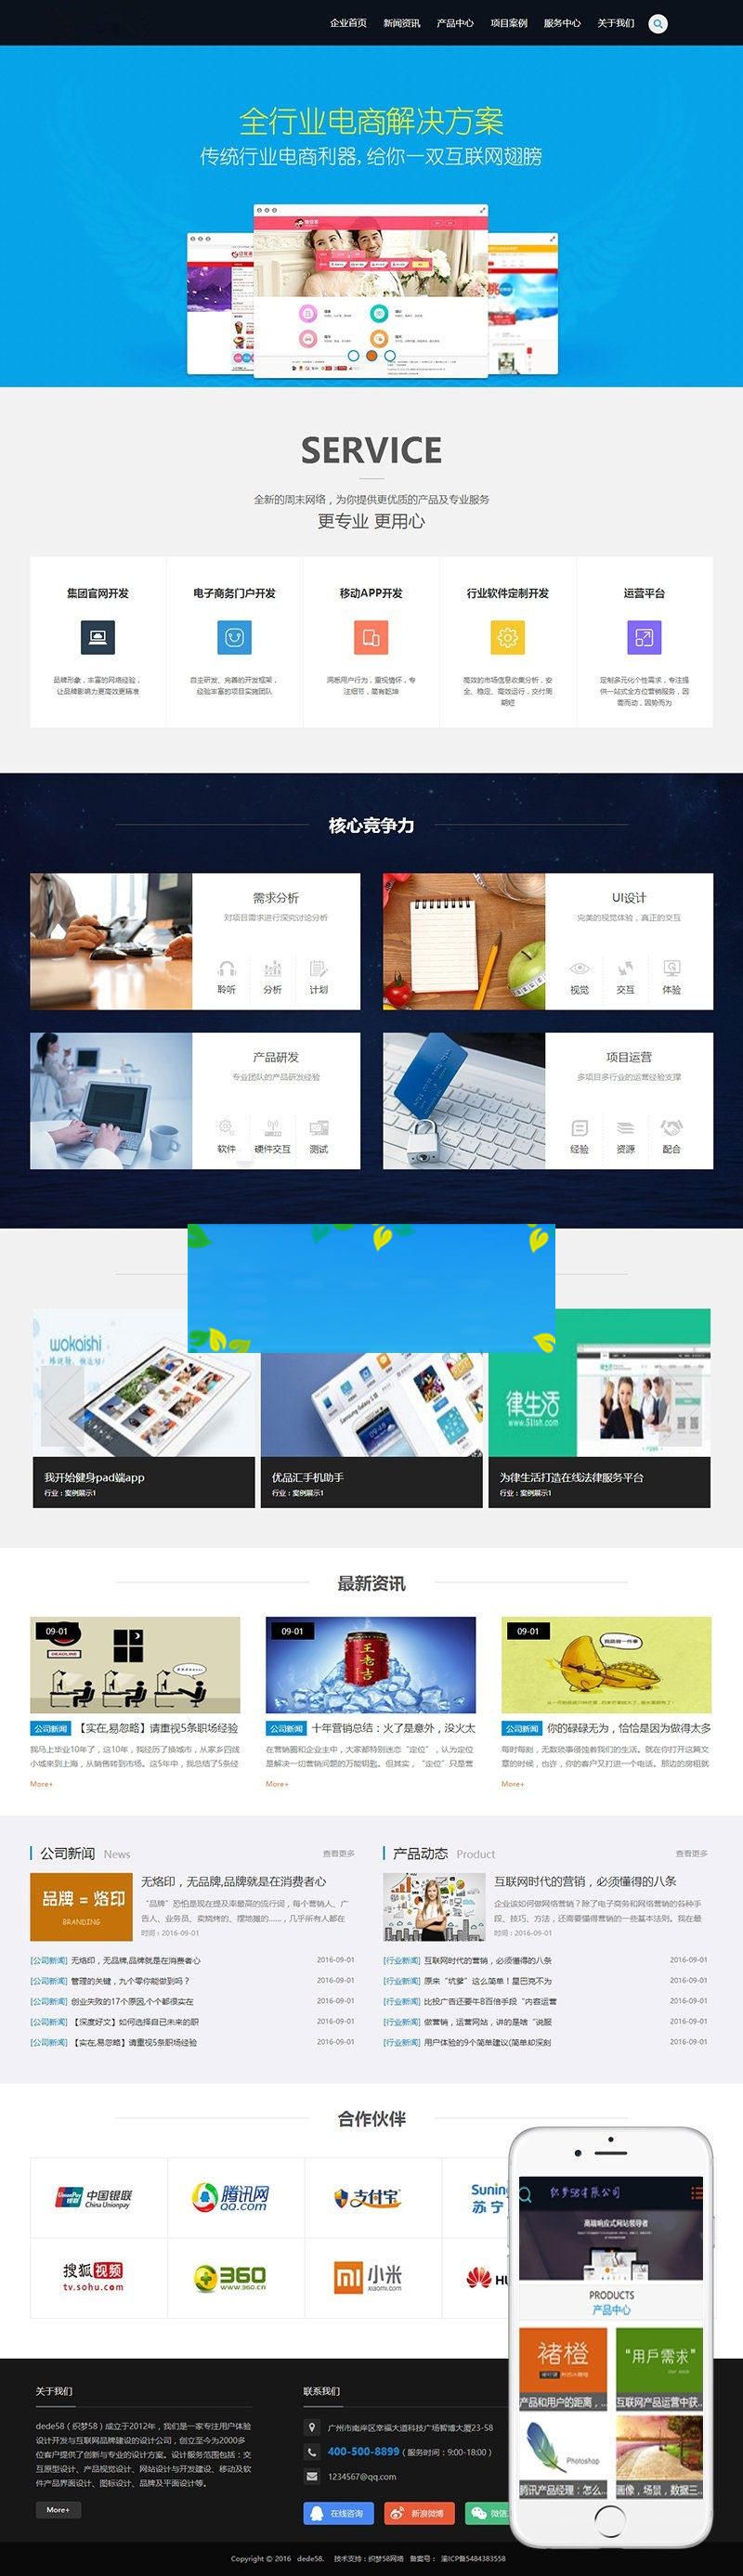 企业首页 新闻资讯 产品中心 项目案例 服务中心 关于我们
全行业电商解决方案
传统行业电商利器,给你一双互联网翅膀
SERVICE
全新的周末网络，为你提供更优质的产品及专业服务
更专业 更用心
集团官网开发 电子商务门户开发 移动APP开发 行业软件定制开发 运营平台
品牌形象，丰富的网络经验，
让品牌影响力更高效更精准
自主研发、完善的开发框架，
经验丰富的项目实施团队
洞悉用户行为，重视情怀，专
注细节，简有乾坤
高效的市场信息收集分析，安
全、稳定、高效运行，交付周
期短
定制多元化个性需求，专注提
供一站式全方位营销服务，因
需而动，因势而为
核心竞争力
需求分析
对项目需求进行深究讨论分析
聆听 分析 计划
UI设计
完美的视觉体验，真正的交互
视觉 交互 体验
产品研发
专业团队的产品研发经验
软件 硬件交互 测试
项目运营
多项目多行业的运营经验支撑
经验 资源 配合
wokaishi
律生活
www.51lsh.com
我开始健身pad端app
行业：案例展示1
优品汇手机助手
行业：案例展示1
为律生活打造在线法律服务平台
行业：案例展示1
最新资讯
09-01
DEADLINE
09-01
王老吉
09-01
公司新闻 【实在,易忽略】请重视5条职场经验
我马上毕业10年了，这10年，我经历了换城市，从家乡四线
小城来到上海，从销售转到市场。这5年中，我总结了5条经
More+
公司新闻 十年营销总结：火了是意外，没火太
在营销圈和企业主中，大家都特别迷恋“定位”，认为定位
是解决一切营销问题的万能钥匙。但其实，“定位”只是营
More+
公司新闻 你的碌碌无为，恰恰是因为做得太多
每时每刻，无数琐事侵蚀着我们的生活。就在你打开这篇文
章的时候，也许，你的客户又打进一个电话。那边的房租就
More+
公司新闻 News 查看更多
品牌 = 烙印
BRANDING
无烙印，无品牌,品牌就是在消费者心
“品牌”恐怕是现在提及率最高的流行词，每个营销人、广
告人、业务员、卖烧烤的、摆地摊的......，几乎所有人都在
时间：2016-09-01
[公司新闻] 无烙印，无品牌,品牌就是在消费者心 2016-09-01
[公司新闻] 管理的关键，九个零你能做到吗？ 2016-09-01
[公司新闻] 创业失败的17个原因,个个都很实在 2016-09-01
[公司新闻] 【深度好文】如何选择自己未来的职 2016-09-01
[公司新闻] 【实在,易忽略】请重视5条职场经验 2016-09-01
产品动态 Product 查看更多
互联网时代的营销，必须懂得的八条
企业该如何做网络营销？除了电子商务和网络营销的各种手
段、技巧、方法，还需要懂得营销的一些基本法则。我在最
时间：2016-09-01
[行业新闻] 互联网时代的营销，必须懂得的八条 2016-09-01
[行业新闻] 原来“坑爹”这么简单！星巴克不为 2016-09-01
[行业新闻] 比投广告还要牛B百倍手段“内容运营 2016-09-01
[行业新闻] 做营销，运营网站，讲的是啥“说服 2016-09-01
[行业新闻] 用户体验的9个简单建议(简单却深刻 2016-09-01
合作伙伴
UnionPay 银联 中国银联 China Unionpay
腾讯网 QQ.com
支付宝
Sunin
苏宁
搜狐视频
tv.sohu.com
360
www.360.cn
小米
xiaomi.com
HU
织梦58有限公司
高端响应式网站领导者
PRODUCTS
产品中心
褚橙
“用戶需求”
产品和用户的距离，...
互联网产品运营中获...
Photoshop
腾讯产品经理：怎么...
画像，场景，数据三...
关于我们
dede58（织梦58）成立于2012年，我们是一家专注用户体验
设计开发与互联网品牌建设的设计公司，创立至今为2000多
位客户提供了创新与专业的设计方案。设计服务范围包括：交
互原型设计、产品视觉设计、网站设计与开发建设、移动及软
件产品界面设计、图标设计、品牌及平面设计等。
More+
联系我们
广州市南岸区幸福大道科技广场智博大厦23-58
400-500-8899（服务时间：9:00-18:00）
1234567@qq.com
在线咨询 新浪微博 微信
Copyright © 2016 dede58. 技术支持：织梦58网络 备案号： 渝ICP备5484383558